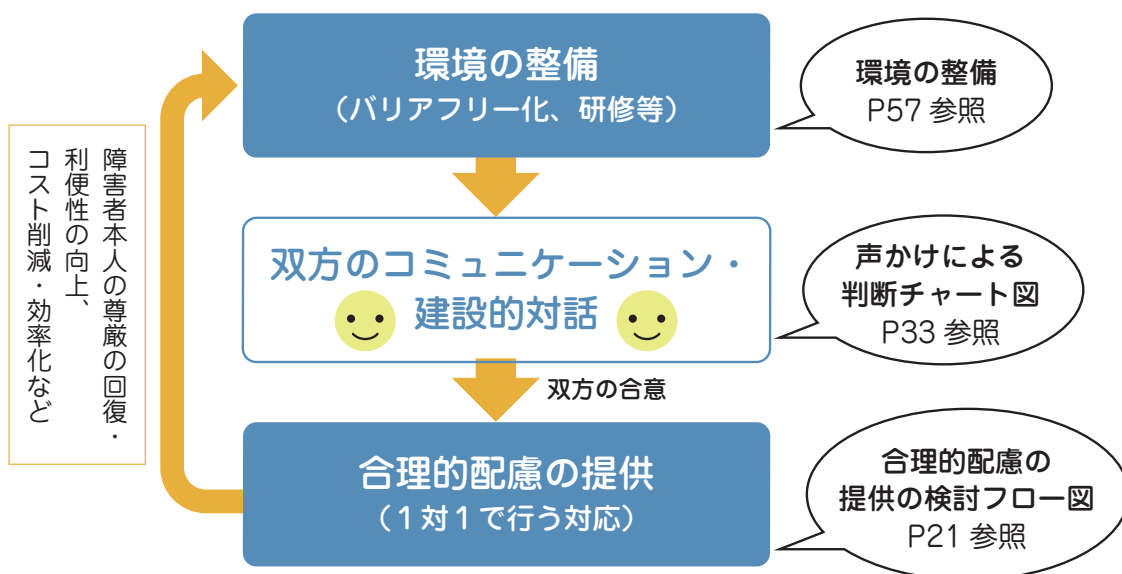 環境の整備
（バリアフリー化、研修等）
環境の整備
P57 参照
双方のコミュニケーション・
建設的対話
声かけによる
判断チャート図
P33 参照
双方の合意
合理的配慮の提供
（１対１で行う対応）
合理的配慮の
提供の検討フロー図
P21 参照
障害者本人の尊厳の回復・
利便性の向上、
コスト削減・効率化など